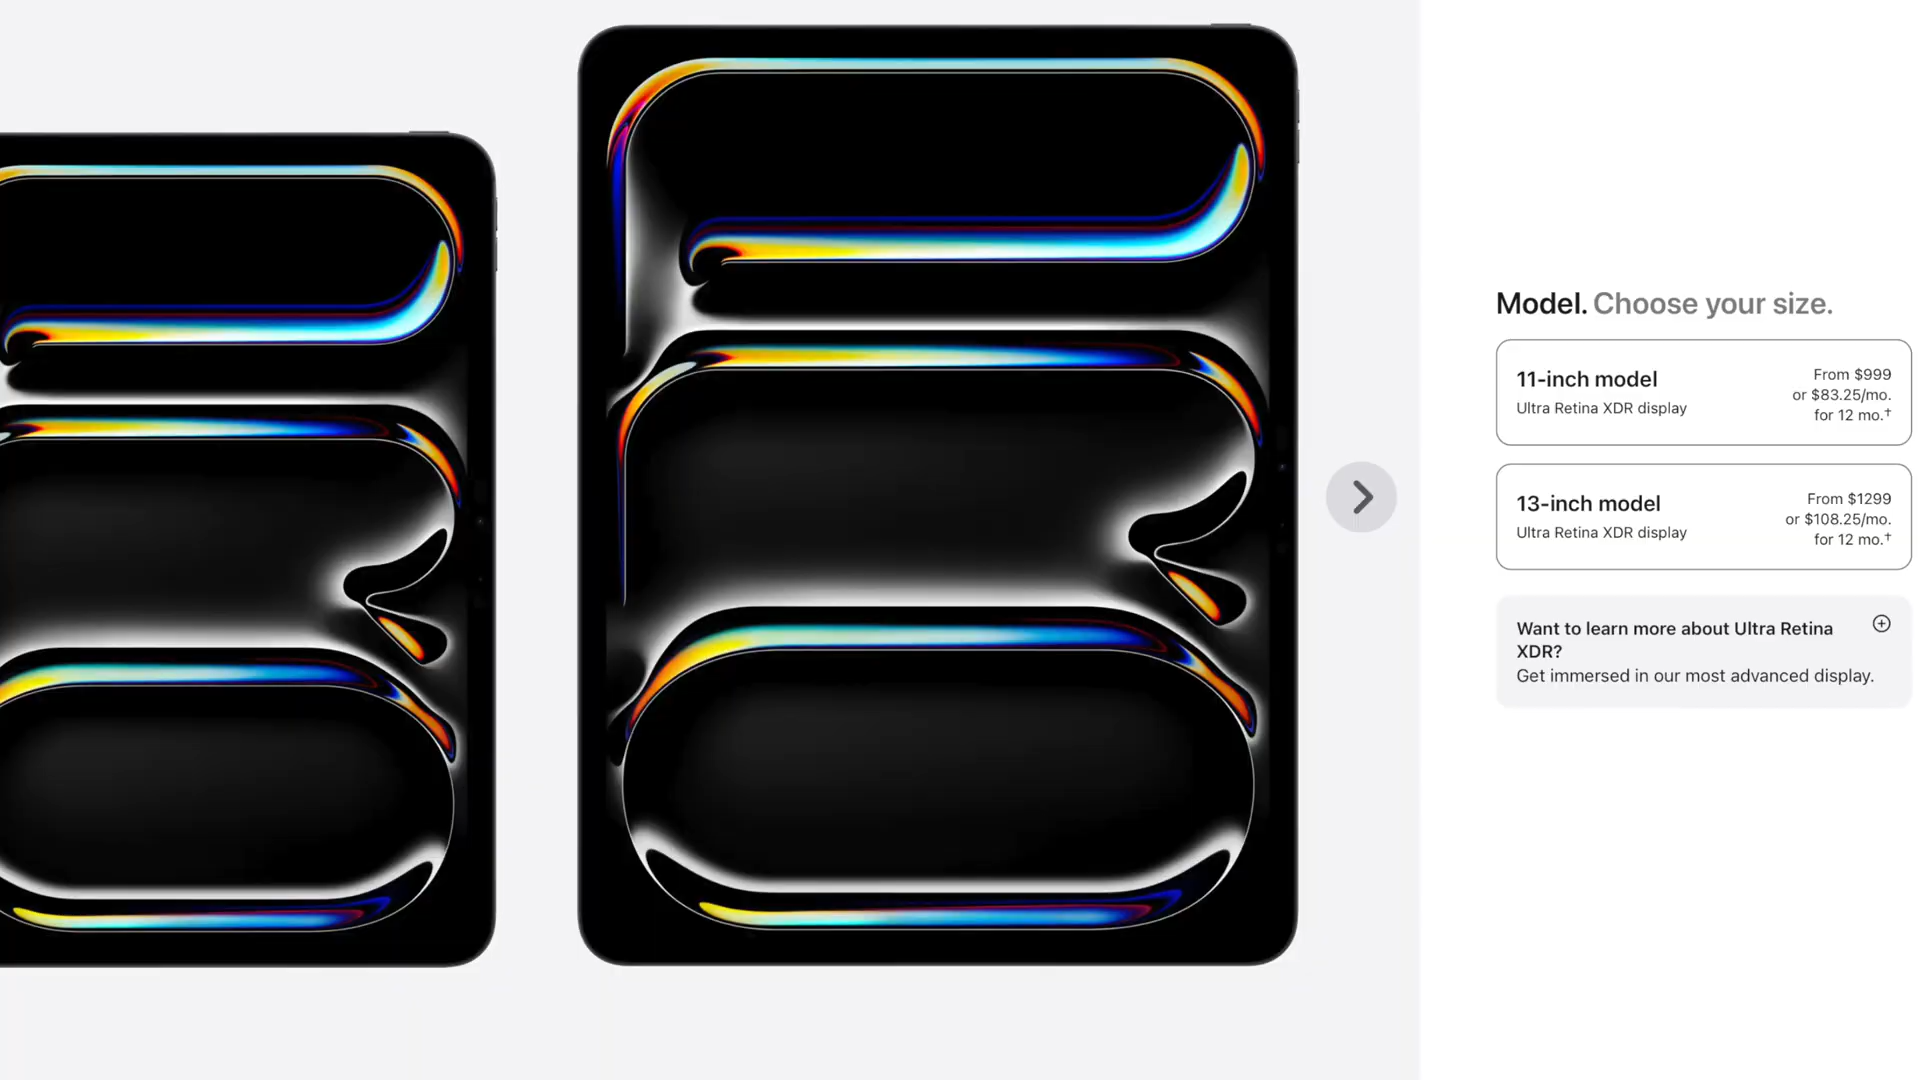 Model. Choose your size.
11-inch model
Ultra Retina XDR display
From $999
or $83.25/mo.
for 12 mo.†
13-inch model
Ultra Retina XDR display
From $1299
or $108.25/mo.
for 12 mo.†
Want to learn more about Ultra Retina
XDR?
Get immersed in our most advanced display.